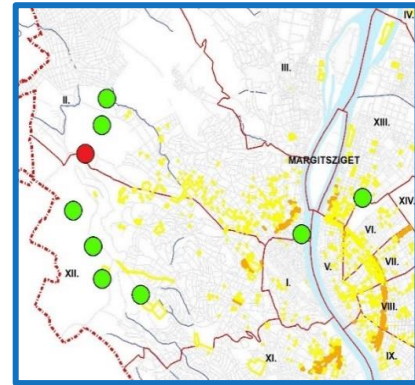 IV.
II.
III.
XIII.
MARGITSZIGET
XIV.
VI.
VII.
XII.
I.
V.
VIII.
XI.
IX.